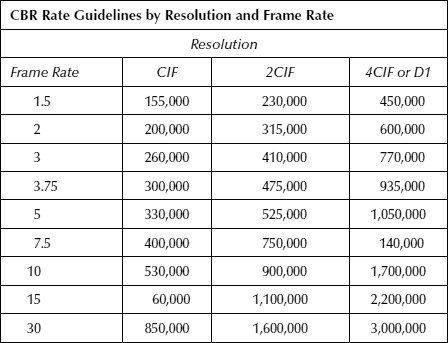 CBR Rate Guidelines by Resolution and Frame Rate
Resolution
Frame Rate CIF 2CIF 4CIF or D1
1.5 155,000 230,000 450,000
2 200,000 315,000 600,000
3 260,000 410,000 770,000
3.75 300,000 475,000 935,000
5 330,000 525,000 1,050,000
7.5 400,000 750,000 140,000
10 530,000 900,000 1,700,000
15 60,000 1,100,000 2,200,000
30 850,000 1,600,000 3,000,000